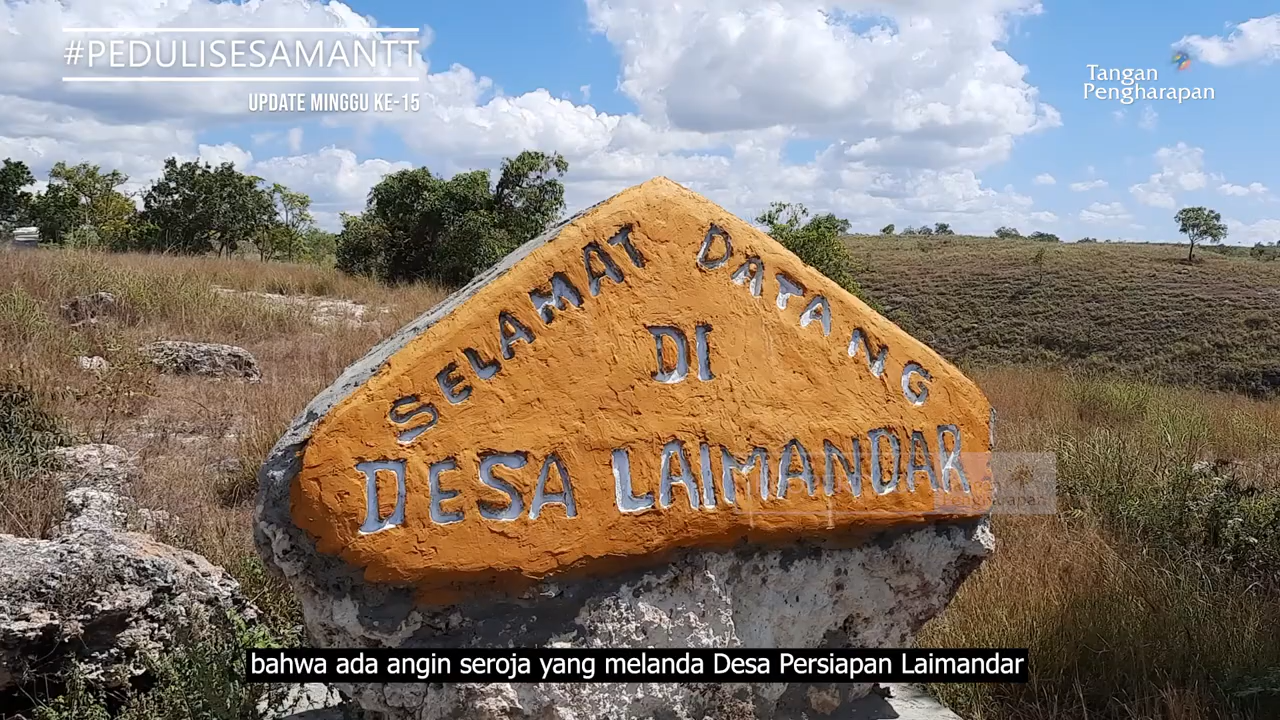 #PEDULISESAMANTT
UPDATE MINGGU KE-15
Tangan
Pengharapan
SELAMAT DATANG
DI
DESA LAIMANDAR
bahwa ada angin seroja yang melanda Desa Persiapan Laimandar